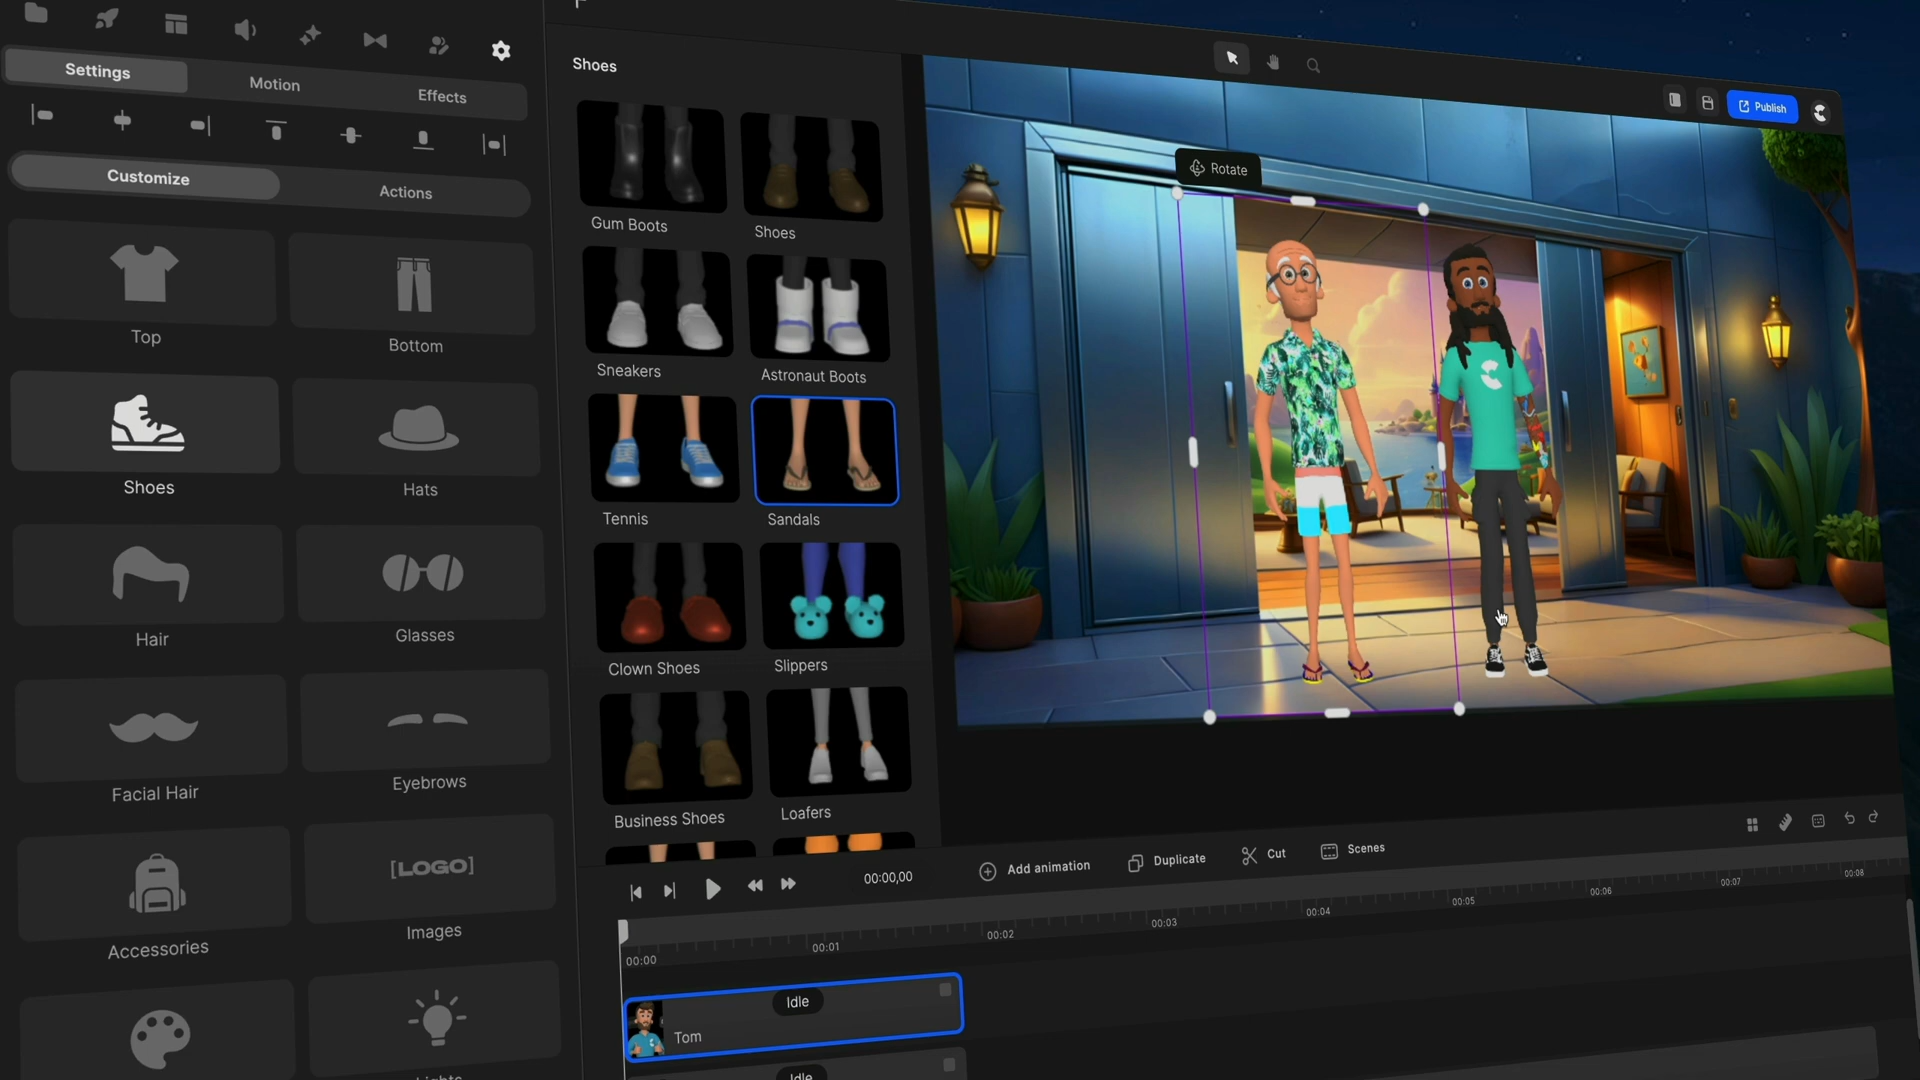 Settings
Motion
Effects
Customize
Actions
Top
Bottom
Shoes
Hats
Hair
Glasses
Facial Hair
Eyebrows
Accessories
[LOGO]
Images
Lights
Shoes
Gum Boots
Shoes
Sneakers
Astronaut Boots
Tennis
Sandals
Clown Shoes
Slippers
Business Shoes
Loafers
Publish
Rotate
00:00,00
Add animation
Duplicate
Cut
Scenes
00:00
00:01
00:02
00:03
00:04
00:05
00:06
00:07
00:08
Idle
Tom
Idle